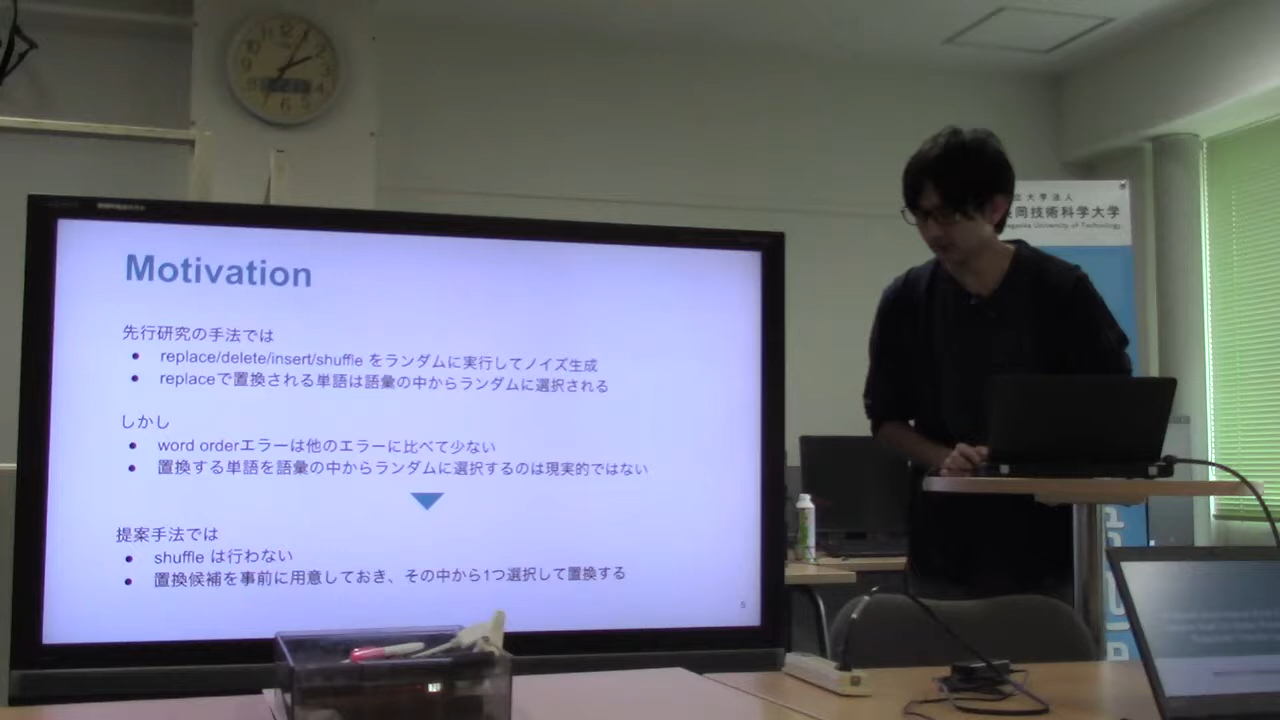 Motivation
先行研究の手法では
● replace/delete/insert/shuffle をランダムに実行してノイズ生成
● replaceで置換される単語は語彙の中からランダムに選択される
しかし
● word orderエラーは他のエラーに比べて少ない
● 置換する単語を語彙の中からランダムに選択するのは現実的ではない
提案手法では
● shuffle は行わない
● 置換候補を事前に用意しておき、その中から1つ選択して置換する
5
立大学法人
岡技術科学大学
University of Technology